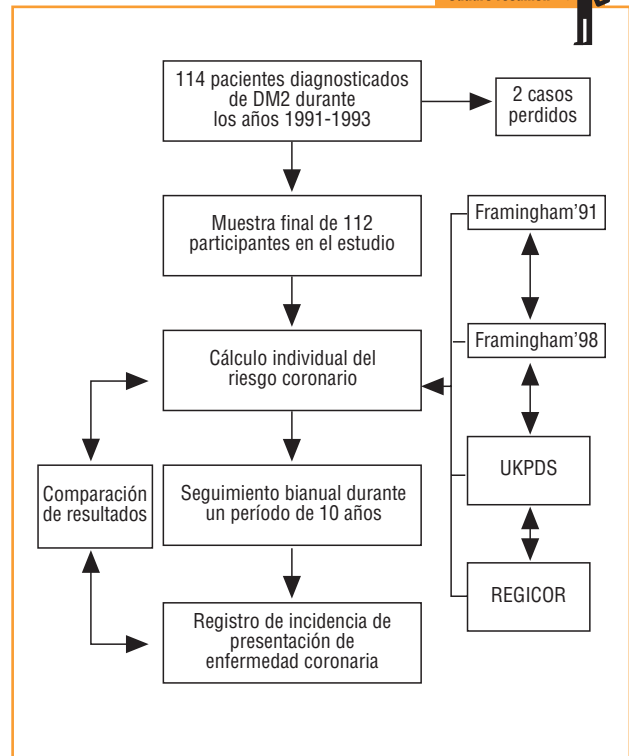 114 pacientes diagnosticados
de DM2 durante
los años 1991-1993
2 casos
perdidos
Muestra final de 112
participantes en el estudio
Framingham'91
Framingham'98
Cálculo individual del
riesgo coronario
UKPDS
Comparación
de resultados
Seguimiento bianual durante
un período de 10 años
REGICOR
Registro de incidencia de
presentación de
enfermedad coronaria